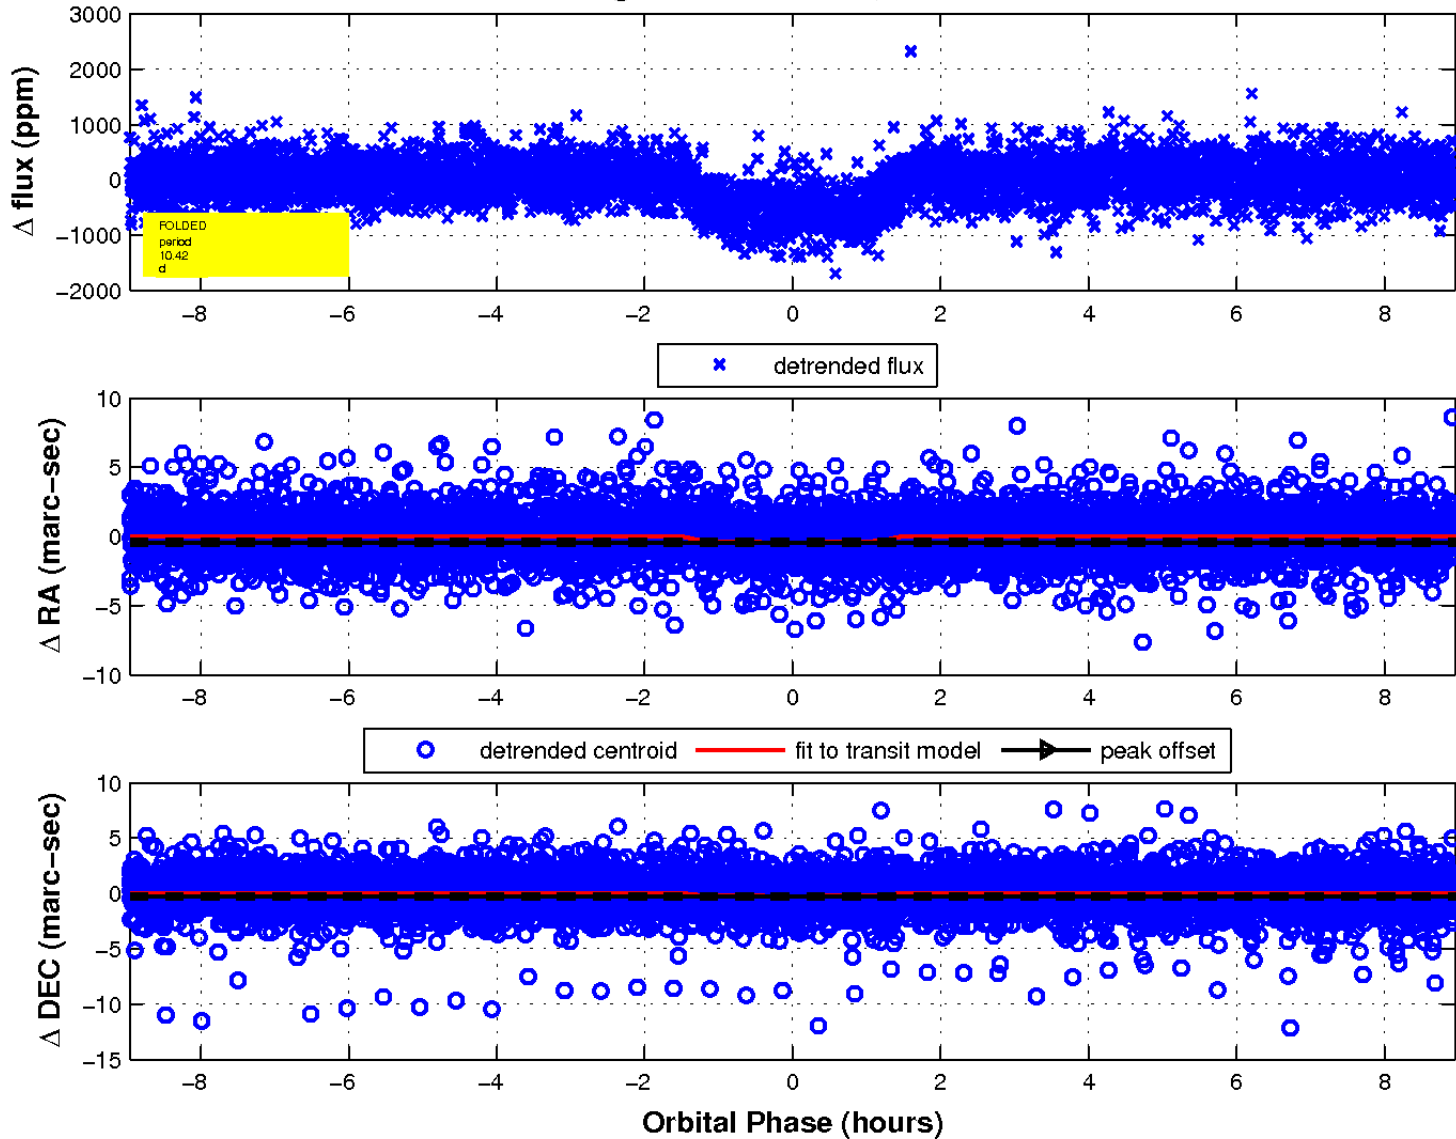 3000
2000
1000
0
−1000
−2000
Δ flux (ppm)
FOLDED
period
10.42
d
−8 −6 −4 −2 0 2 4 6 8
detrended flux
10
5
0
−5
−10
Δ RA (marc−sec)
−8 −6 −4 −2 0 2 4 6 8
detrended centroid fit to transit model peak offset
10
5
0
−5
−10
−15
Δ DEC (marc−sec)
−8 −6 −4 −2 0 2 4 6 8
Orbital Phase (hours)